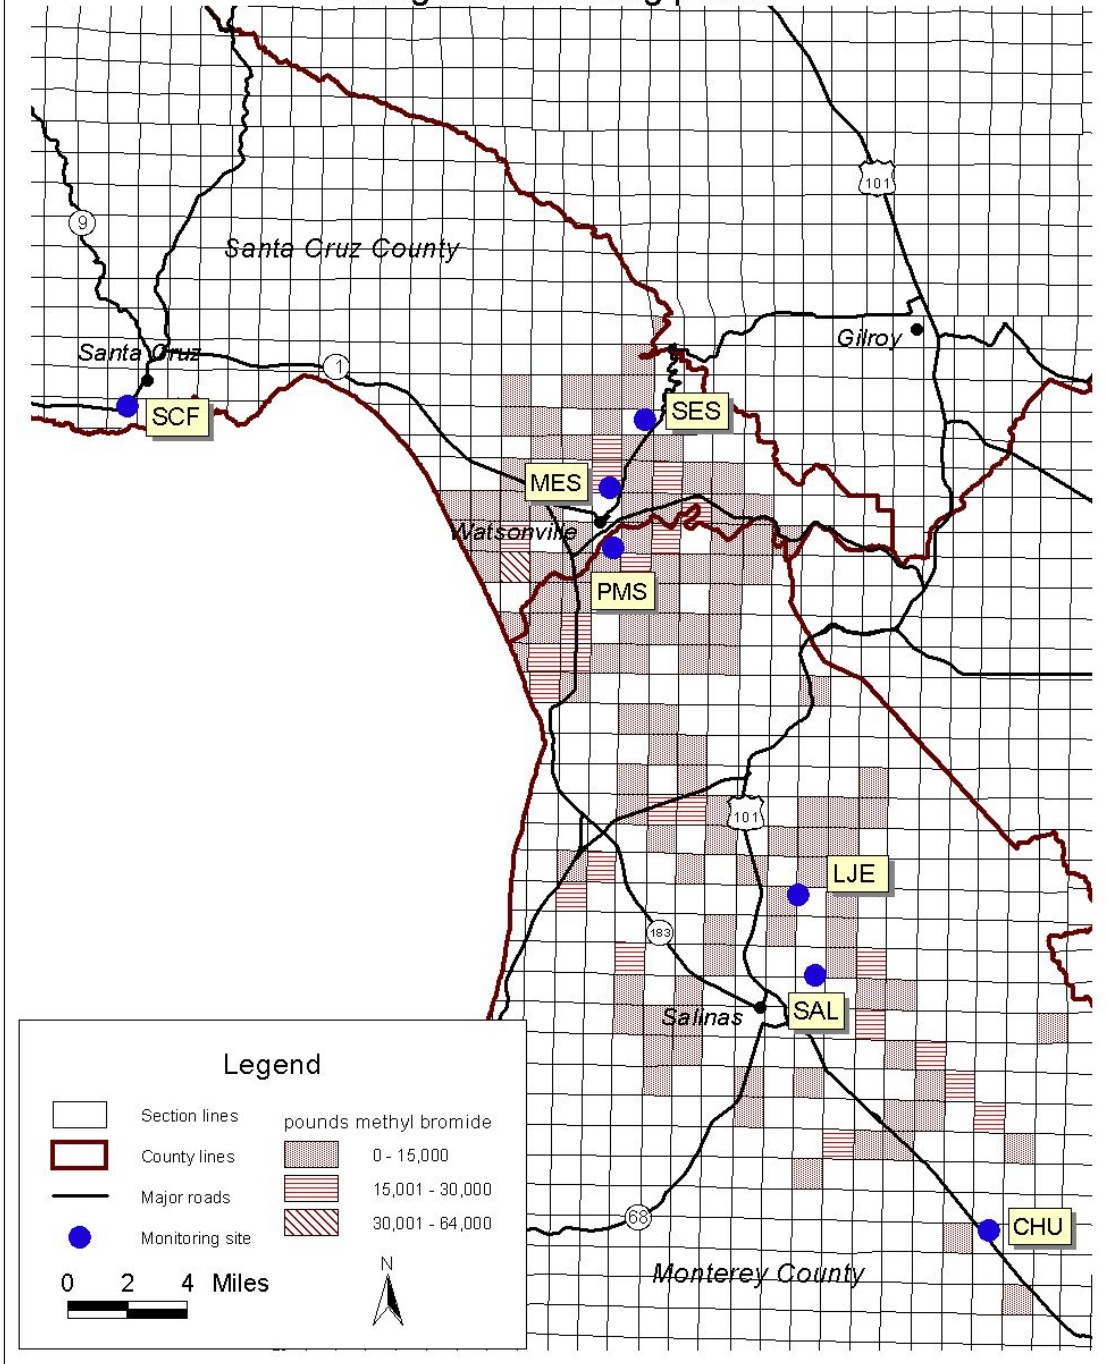 101
9
Santa Cruz County
Gilroy
Santa Cruz
1
SCF
SES
MES
Watsonville
PMS
101
LJE
183
SAL
Salinas
Legend
Section lines
County lines
Major roads
Monitoring site
pounds methyl bromide
0 - 15,000
15,001 - 30,000
30,001 - 64,000
0 2 4 Miles
N
68
CHU
Monterey County